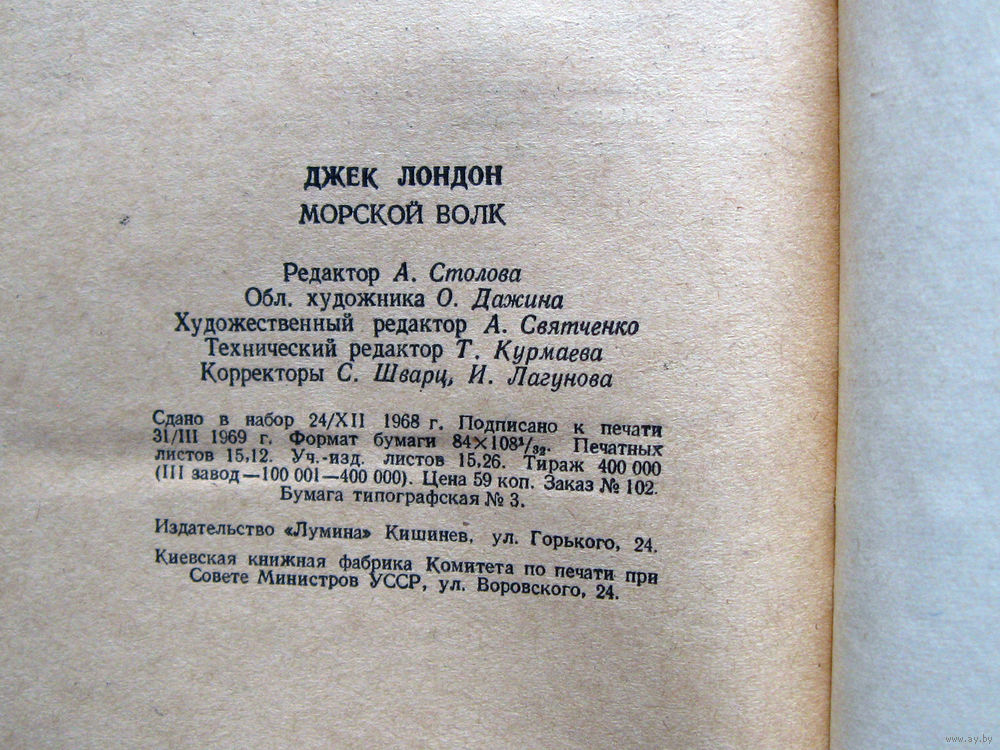 ДЖЕК ЛОНДОН
МОРСКОЙ ВОЛК
Редактор А. Столова
Обл. художника О. Дажина
Художественный редактор А. Святченко
Технический редактор Т. Курмаева
Корректоры С. Шварц, И. Лагунова
Сдано в набор 24/XII 1968 г. Подписано к печати
31/III 1969 г. Формат бумаги 84×108¹/₃₂. Печатных
листов 15,12. Уч.-изд. листов 15,26. Тираж 400 000
(III завод—100 001—400 000). Цена 59 коп. Заказ № 102.
Бумага типографская № 3.
Издательство «Лумина» Кишинев, ул. Горького, 24.
Киевская книжная фабрика Комитета по печати при
Совете Министров УССР, ул. Воровского, 24.
www.ay.by